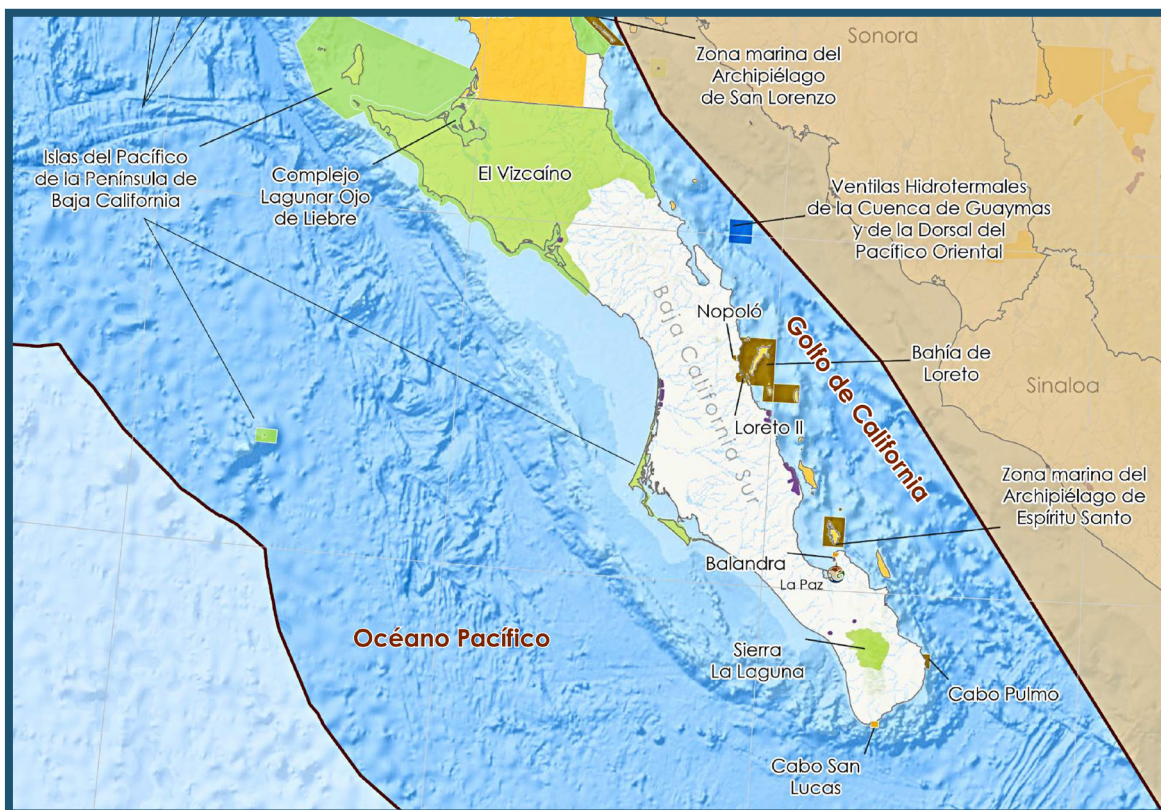 Sonora
Zona marina del
Archipiélago
de San Lorenzo
Islas del Pacífico
de la Península de
Baja California
Complejo
Lagunar Ojo
de Liebre
El Vizcaíno
Ventilas Hidrotermales
de la Cuenca de Guaymas
y de la Dorsal del
Pacífico Oriental
Baja California Sur
Nopoló
Golfo de California
Bahía de
Loreto
Sinaloa
Loreto II
Zona marina del
Archipiélago de
Espíritu Santo
Balandra
La Paz
Océano Pacífico
Sierra
La Laguna
Cabo Pulmo
Cabo San
Lucas